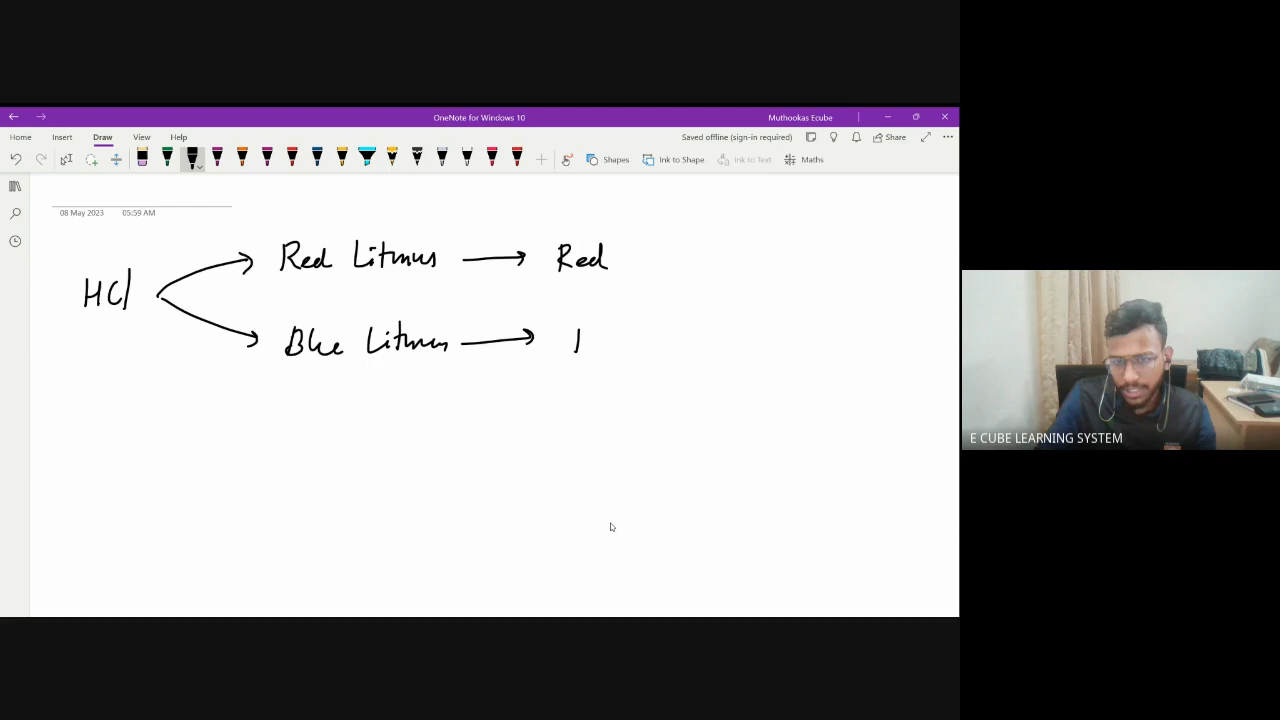 OneNote for Windows 10
Muthookas Ecube
Home Insert Draw View Help
Saved offline (sign-in required)
Share
Shapes
Ink to Shape
Ink to Text
Maths
08 May 2023 05:59 AM
Red Litmus → Red
HCl
Blue Litmus →
E CUBE LEARNING SYSTEM